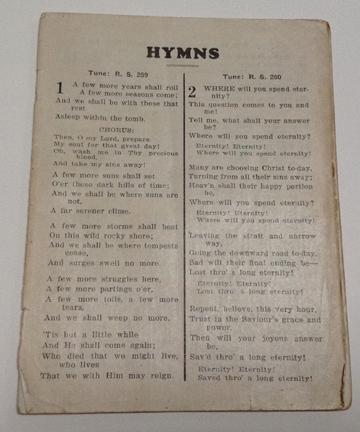 HYMNS
Tune: R. S. 259
1 A few more years shall roll
A few more seasons come;
And we shall be with those that
rest
Asleep within the tomb.
CHORUS:
Then, O my Lord, prepare
My soul for that great day!
Oh, wash me in Thy precious
blood,
And take my sins away!
A few more suns shall set
O'er these dark hills of time;
And we shall be where suns are
not,
A far serener clime.
A few more storms shall beat
On this wild rocky shore;
And we shall be where tempests
cease,
And surges swell no more.
A few more struggles here,
A few more partings o'er,
A few more toils, a few more
tears,
And we shall weep no more.
'Tis but a little while
And He shall come again;
Who died that we might live,
who lives
That we with Him may reign.
Tune: R. S. 260
2 WHERE will you spend eter-
nity?
This question comes to you and
me!
Tell me, what shall your answer
be?
Where will you spend eternity?
Eternity! Eternity!
Where will you spend eternity?
Many are choosing Christ to-day,
Turning from all their sins away;
Heav'n shall their happy portion
be,
Where will you spend eternity?
Eternity! Eternity!
Where will you spend eternity?
Leaving the strait and narrow
way,
Going the downward road to-day,
Sad will their final ending be—
Lost thro' a long eternity!
Eternity! Eternity!
Lost thro' a long eternity!
Repent, believe, this very hour,
Trust in the Saviour's grace and
power.
Then will your joyous answer
be,
Sav'd thro' a long eternity!
Eternity! Eternity!
Saved thro' a long eternity!